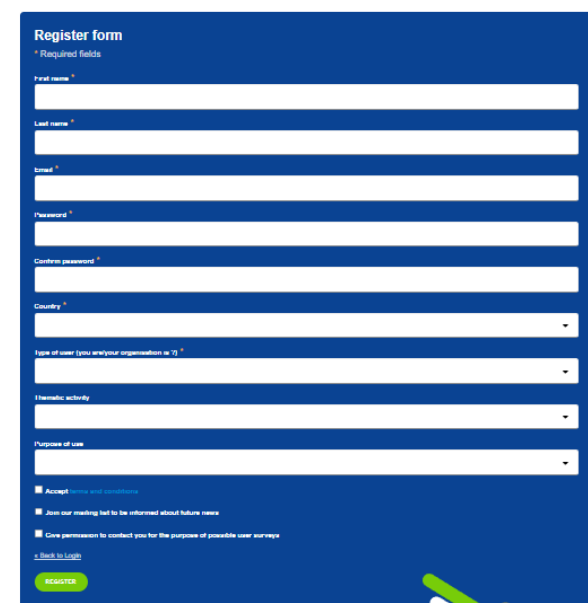 Register form
* Required fields
First name *
Last name *
Email *
Password *
Confirm password *
Country *
Type of user (you are/your organisation is ?) *
Thematic activity
Purpose of use
Accept terms and conditions
Join our mailing list to be informed about future news
Give permission to contact you for the purpose of possible user surveys
< Back to Login
REGISTER